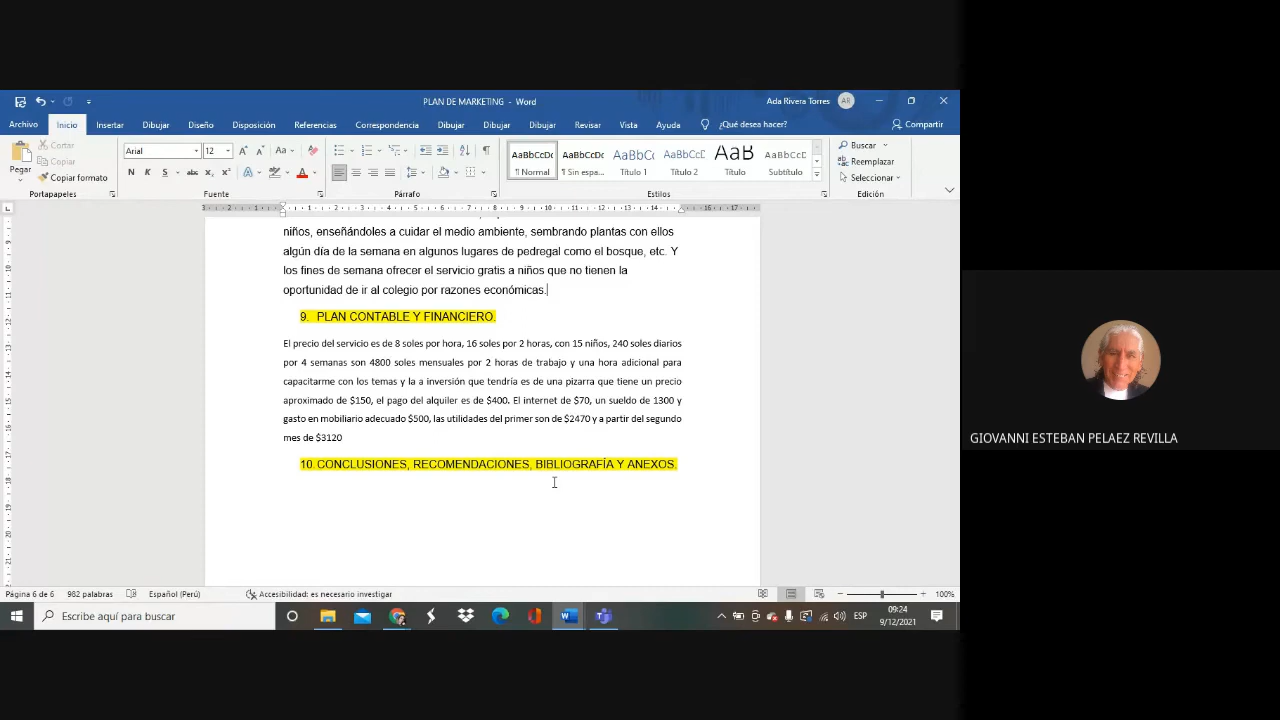 PLAN DE MARKETING - Word
Ada Rivera Torres AR
Archivo Inicio Insertar Dibujar Diseño Disposición Referencias Correspondencia Dibujar Dibujar Dibujar Revisar Vista Ayuda ¿Qué desea hacer? Compartir
Pegar
Cortar
Copiar
Copiar formato
Portapapeles
Arial 12
Fuente
Párrafo
AaBbCcDc AaBbCcDc AaBbCc AaBbCcD AaB AaBbCcD
¶ Normal ¶ Sin espa... Título 1 Título 2 Título Subtítulo
Estilos
Buscar
Reemplazar
Seleccionar
Edición
niños, enseñándoles a cuidar el medio ambiente, sembrando plantas con ellos
algún día de la semana en algunos lugares de pedregal como el bosque, etc. Y
los fines de semana ofrecer el servicio gratis a niños que no tienen la
oportunidad de ir al colegio por razones económicas.
9. PLAN CONTABLE Y FINANCIERO.
El precio del servicio es de 8 soles por hora, 16 soles por 2 horas, con 15 niños, 240 soles diarios
por 4 semanas son 4800 soles mensuales por 2 horas de trabajo y una hora adicional para
capacitarme con los temas y la a inversión que tendría es de una pizarra que tiene un precio
aproximado de $150, el pago del alquiler es de $400. El internet de $70, un sueldo de 1300 y
gasto en mobiliario adecuado $500, las utilidades del primer son de $2470 y a partir del segundo
mes de $3120
10. CONCLUSIONES, RECOMENDACIONES, BIBLIOGRAFÍA Y ANEXOS.
GIOVANNI ESTEBAN PELAEZ REVILLA
Página 6 de 6 982 palabras Español (Perú) Accesibilidad: es necesario investigar 100%
Escribe aquí para buscar
ESP
09:24
9/12/2021